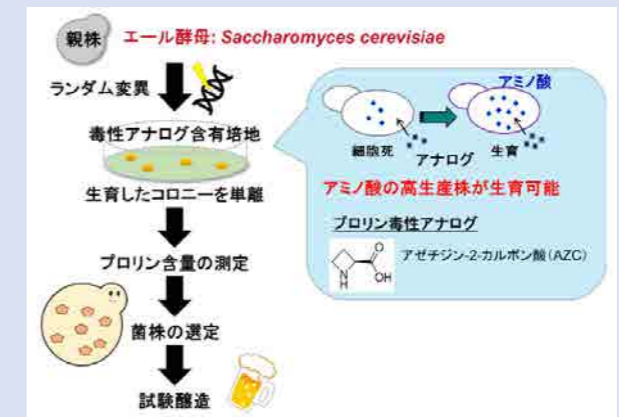 親株
エール酵母: Saccharomyces cerevisiae
ランダム変異
毒性アナログ含有培地
生育したコロニーを単離
プロリン含量の測定
菌株の選定
試験醸造
アミノ酸
細胞死
アナログ
生育
アミノ酸の高生産株が生育可能
プロリン毒性アナログ
O
OH
NH
アゼチジン-2-カルボン酸(AZC)